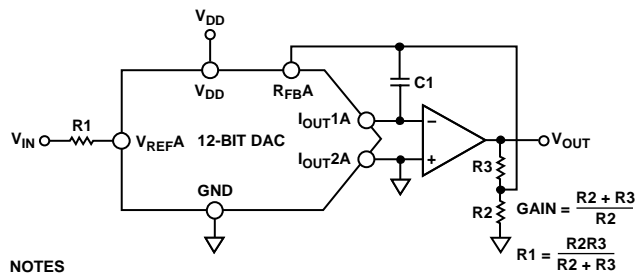 VDD
VDD
RFBA
C1
R1
VIN
VREFA
12-BIT DAC
IOUT1A
IOUT2A
–
+
VOUT
R3
GND
R2
GAIN = R2 + R3
R2
R1 = R2R3
R2 + R3
NOTES